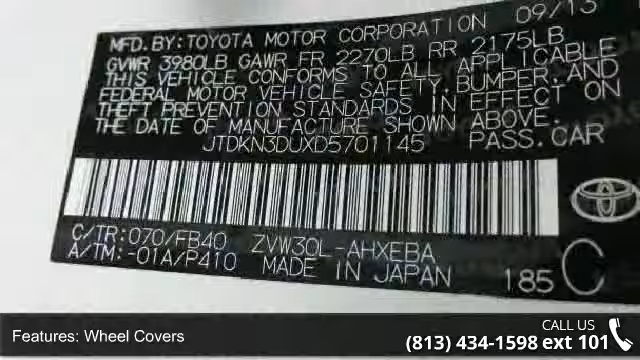 MFD. BY: TOYOTA MOTOR CORPORATION 09/13
GVWR 3980LB GAWR FR 2270LB RR 2175LB
THIS VEHICLE CONFORMS TO ALL APPLICABLE
FEDERAL MOTOR VEHICLE SAFETY, BUMPER, AND
THEFT PREVENTION STANDARDS IN EFFECT ON
THE DATE OF MANUFACTURE SHOWN ABOVE.
JTDKN3DUXD5701145 PASS. CAR
C/TR: 070/FB40 ZVW30L-AHXEBA
A/TM: -01A/P410 MADE IN JAPAN 185 C
Features: Wheel Covers
CALL US
(813) 434-1598 ext 101